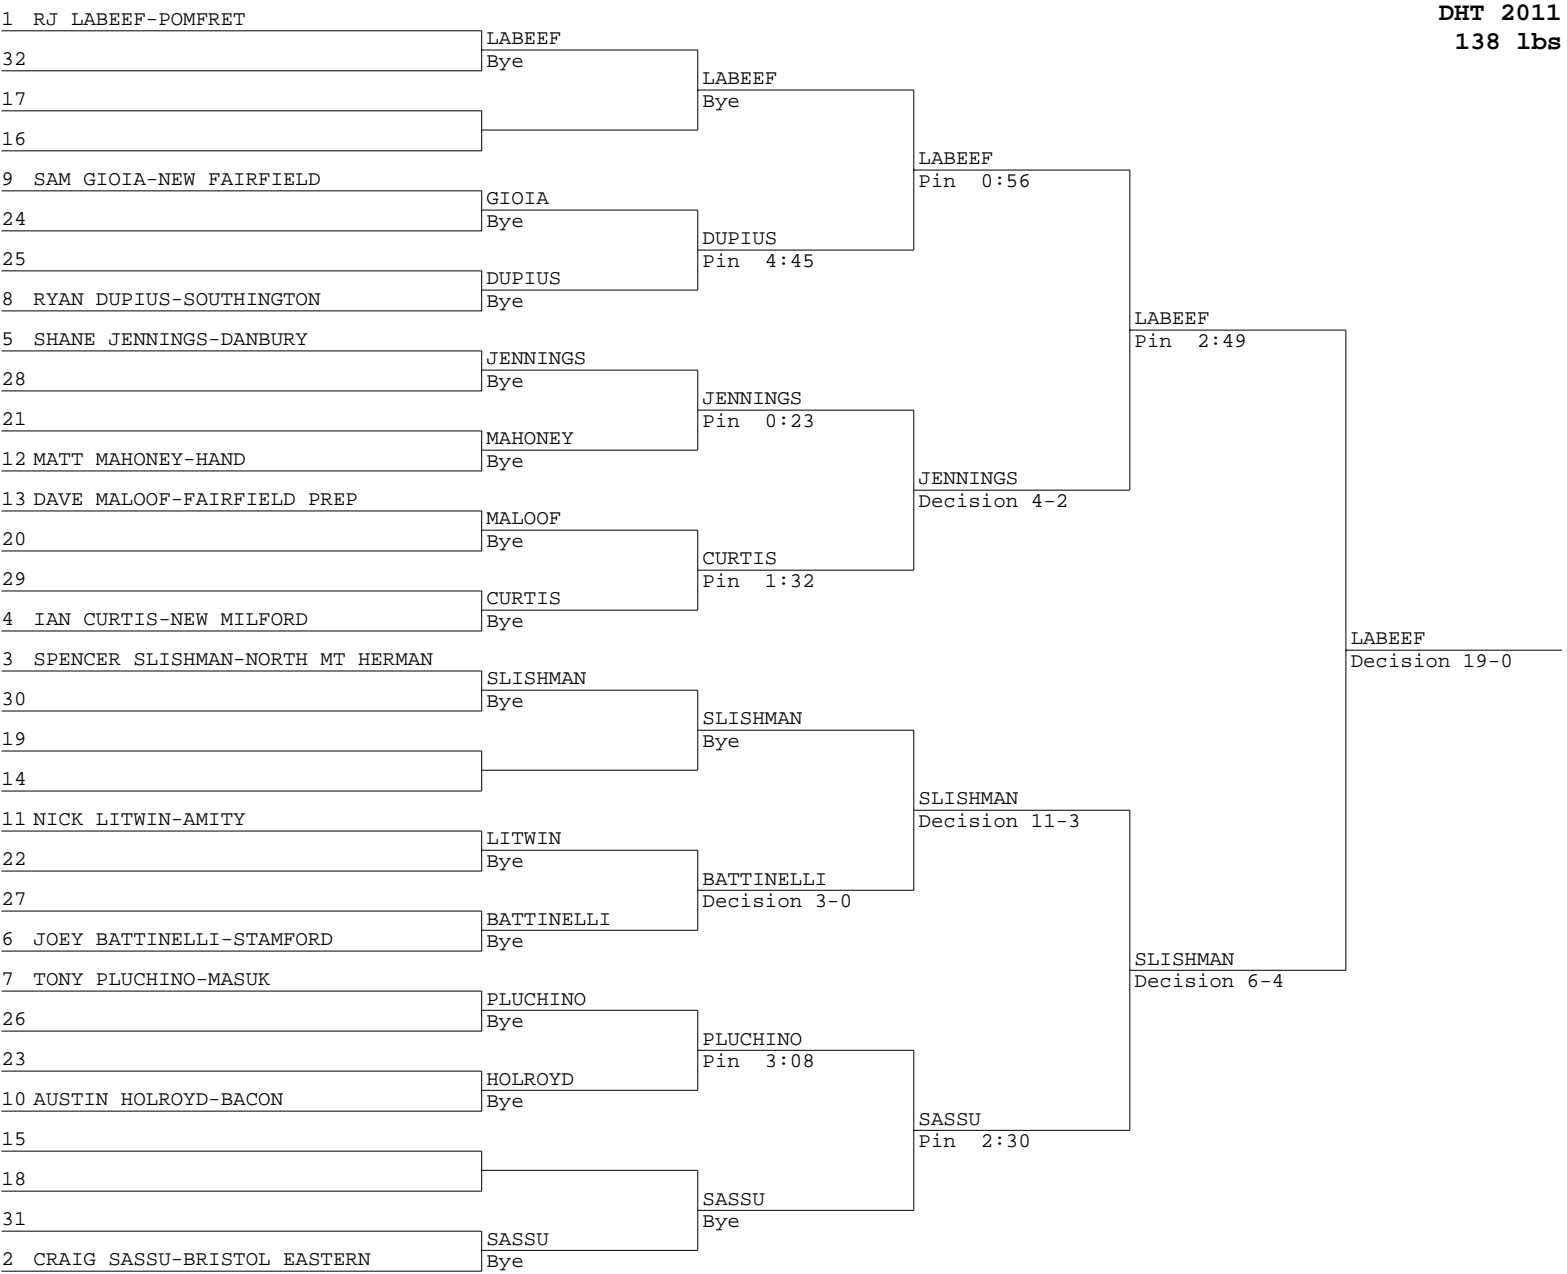 DHT 2011
138 lbs
1 RJ LABEEF-POMFRET
32
17
16
9 SAM GIOIA-NEW FAIRFIELD
24
25
8 RYAN DUPIUS-SOUTHINGTON
5 SHANE JENNINGS-DANBURY
28
21
12 MATT MAHONEY-HAND
13 DAVE MALOOF-FAIRFIELD PREP
20
29
4 IAN CURTIS-NEW MILFORD
3 SPENCER SLISHMAN-NORTH MT HERMAN
30
19
14
11 NICK LITWIN-AMITY
22
27
6 JOEY BATTINELLI-STAMFORD
7 TONY PLUCHINO-MASUK
26
23
10 AUSTIN HOLROYD-BACON
15
18
31
2 CRAIG SASSU-BRISTOL EASTERN
LABEEF
Bye
GIOIA
Bye
DUPIUS
Bye
JENNINGS
Bye
MAHONEY
Bye
MALOOF
Bye
CURTIS
Bye
SLISHMAN
Bye
LITWIN
Bye
BATTINELLI
Bye
PLUCHINO
Bye
HOLROYD
Bye
SASSU
Bye
LABEEF
Bye
DUPIUS
Pin 4:45
JENNINGS
Pin 0:23
CURTIS
Pin 1:32
SLISHMAN
Bye
BATTINELLI
Decision 3-0
PLUCHINO
Pin 3:08
SASSU
Bye
LABEEF
Pin 0:56
JENNINGS
Decision 4-2
SLISHMAN
Decision 11-3
SASSU
Pin 2:30
LABEEF
Pin 2:49
SLISHMAN
Decision 6-4
LABEEF
Decision 19-0